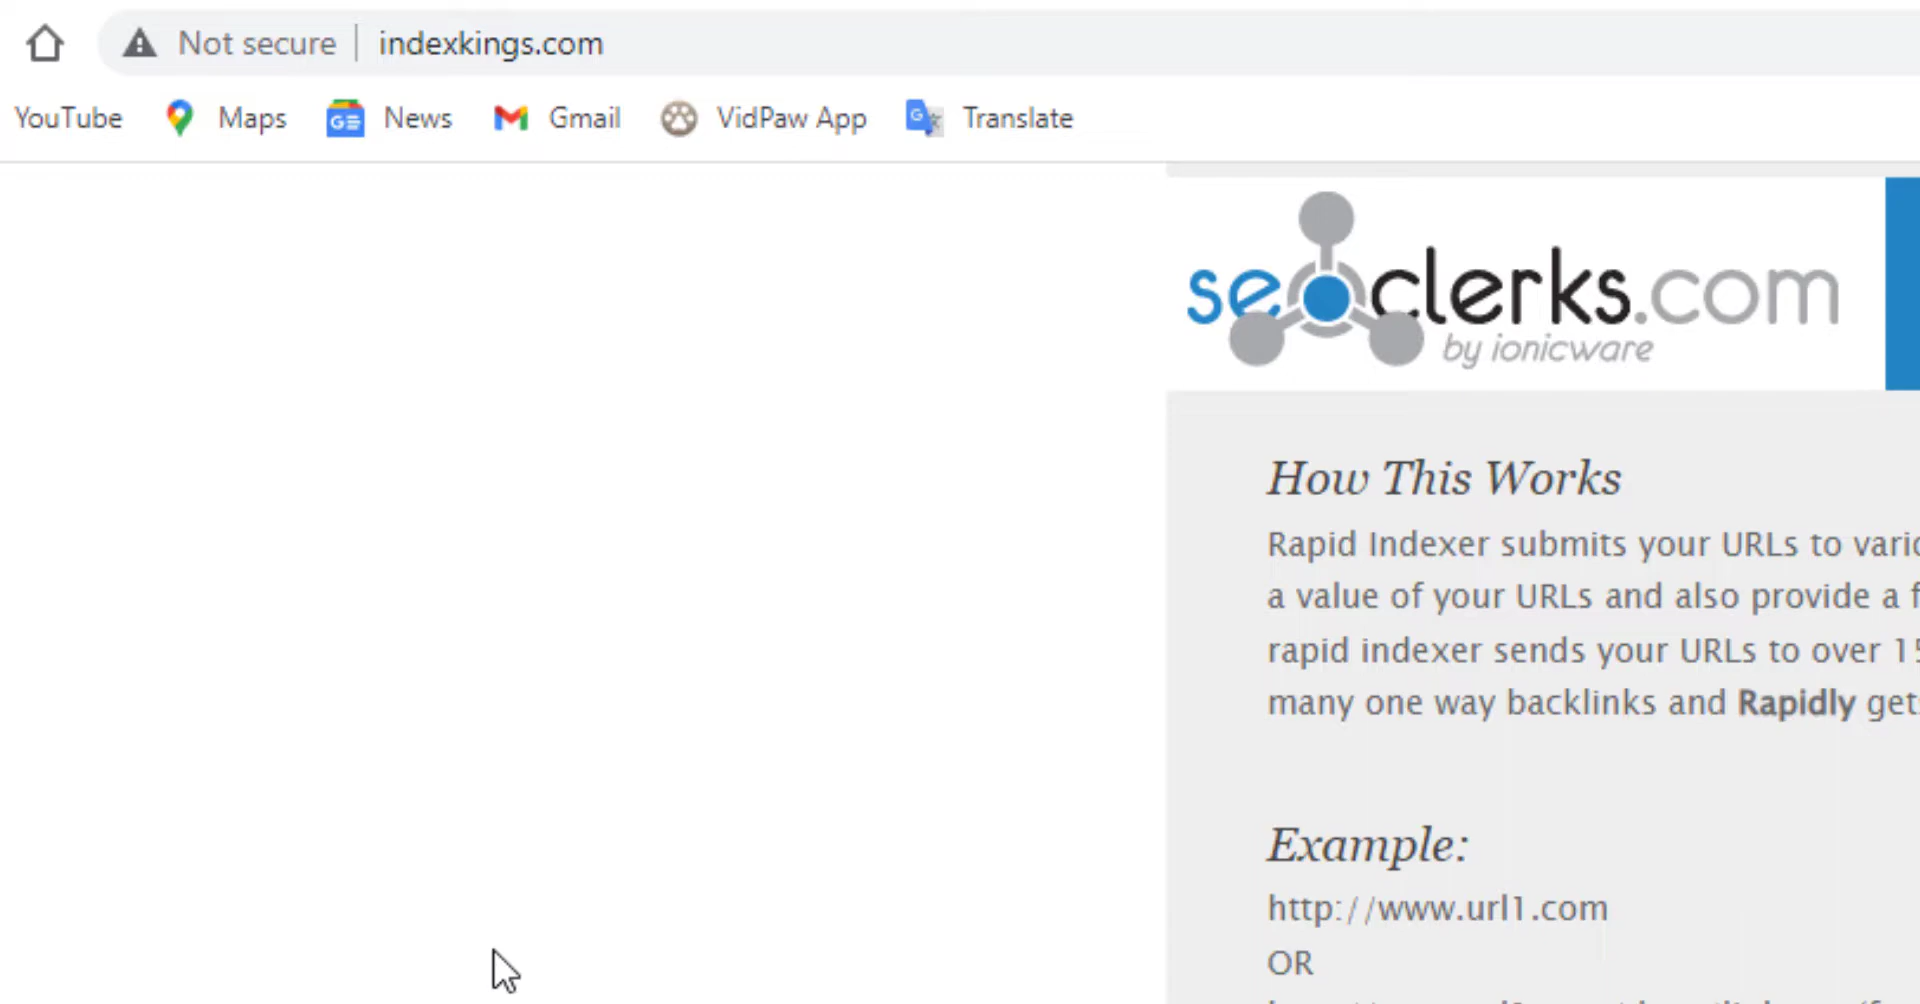 Not secure | indexkings.com
YouTube Maps News Gmail VidPaw App Translate
seoclerks.com
by ionicware
How This Works
Rapid Indexer submits your URLs to
a value of your URLs and also provide a
rapid indexer sends your URLs to over
many one way backlinks and Rapidly
Example:
http://www.url1.com
OR